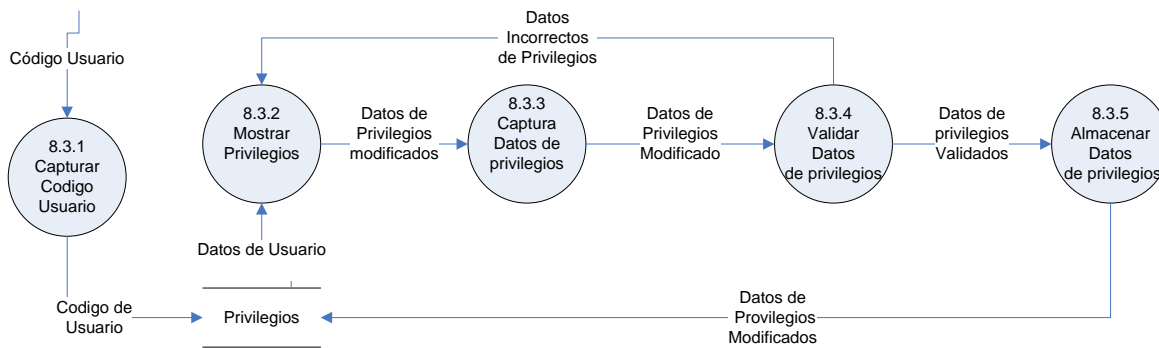 Datos
Incorrectos
de Privilegios
Código Usuario
8.3.1
Capturar
Codigo
Usuario
8.3.2
Mostrar
Privilegios
Datos de
Privilegios
modificados
8.3.3
Captura
Datos de
privilegios
Datos de
Privilegios
Modificado
8.3.4
Validar
Datos
de privilegios
Datos de
privilegios
Validados
8.3.5
Almacenar
Datos
de privilegios
Datos de Usuario
Codigo de
Usuario
Privilegios
Datos de
Provilegios
Modificados